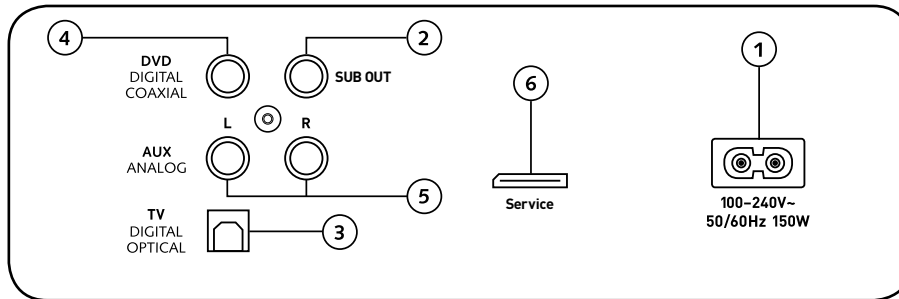 4
2
1
DVD
DIGITAL
COAXIAL
SUB OUT
6
L
R
AUX
ANALOG
5
Service
100–240V~
50/60Hz 150W
TV
DIGITAL
OPTICAL
3